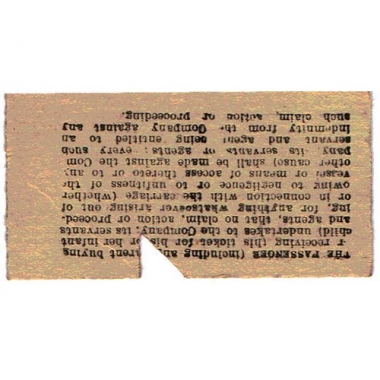 THE PASSENGER (including any parent buying
r receiving this ticket for his or her infant
child) undertakes to the Company, its servants
and agents, that no claim, action or proceed-
ing, for anything whatsoever arising out of
or in connection with the carriage (whether
owing to negligence or to unfitness of the
vessel or means of access thereto or to any
other cause) shall be made against the Com
pany its servants or agents: every such
servant and agent being entitled to an
indemnity from the Company against any
such claim, action or proceeding.